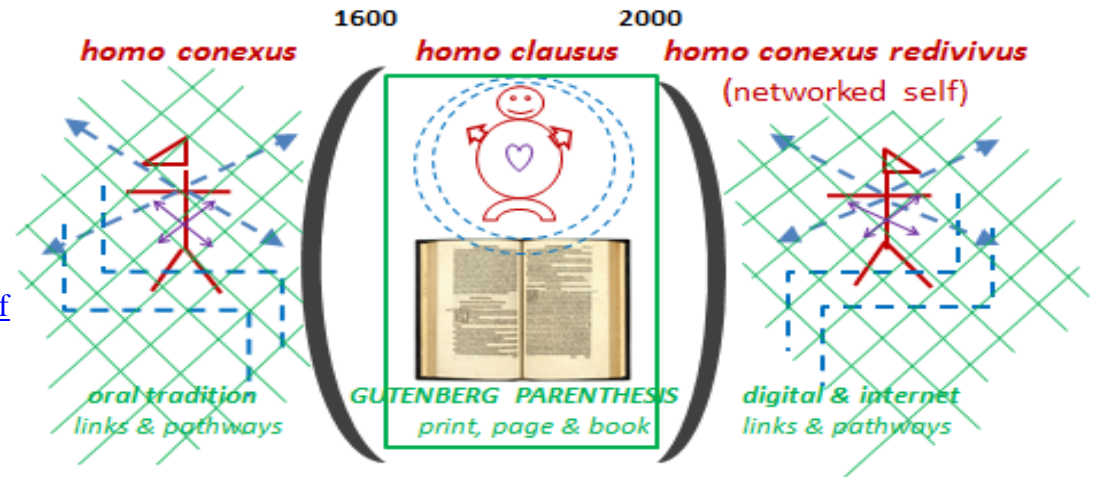 1600 2000
homo conexus homo clausus homo conexus redivivus
(networked self)
f
oral tradition GUTENBERG PARENTHESIS digital & internet
links & pathways print, page & book links & pathways